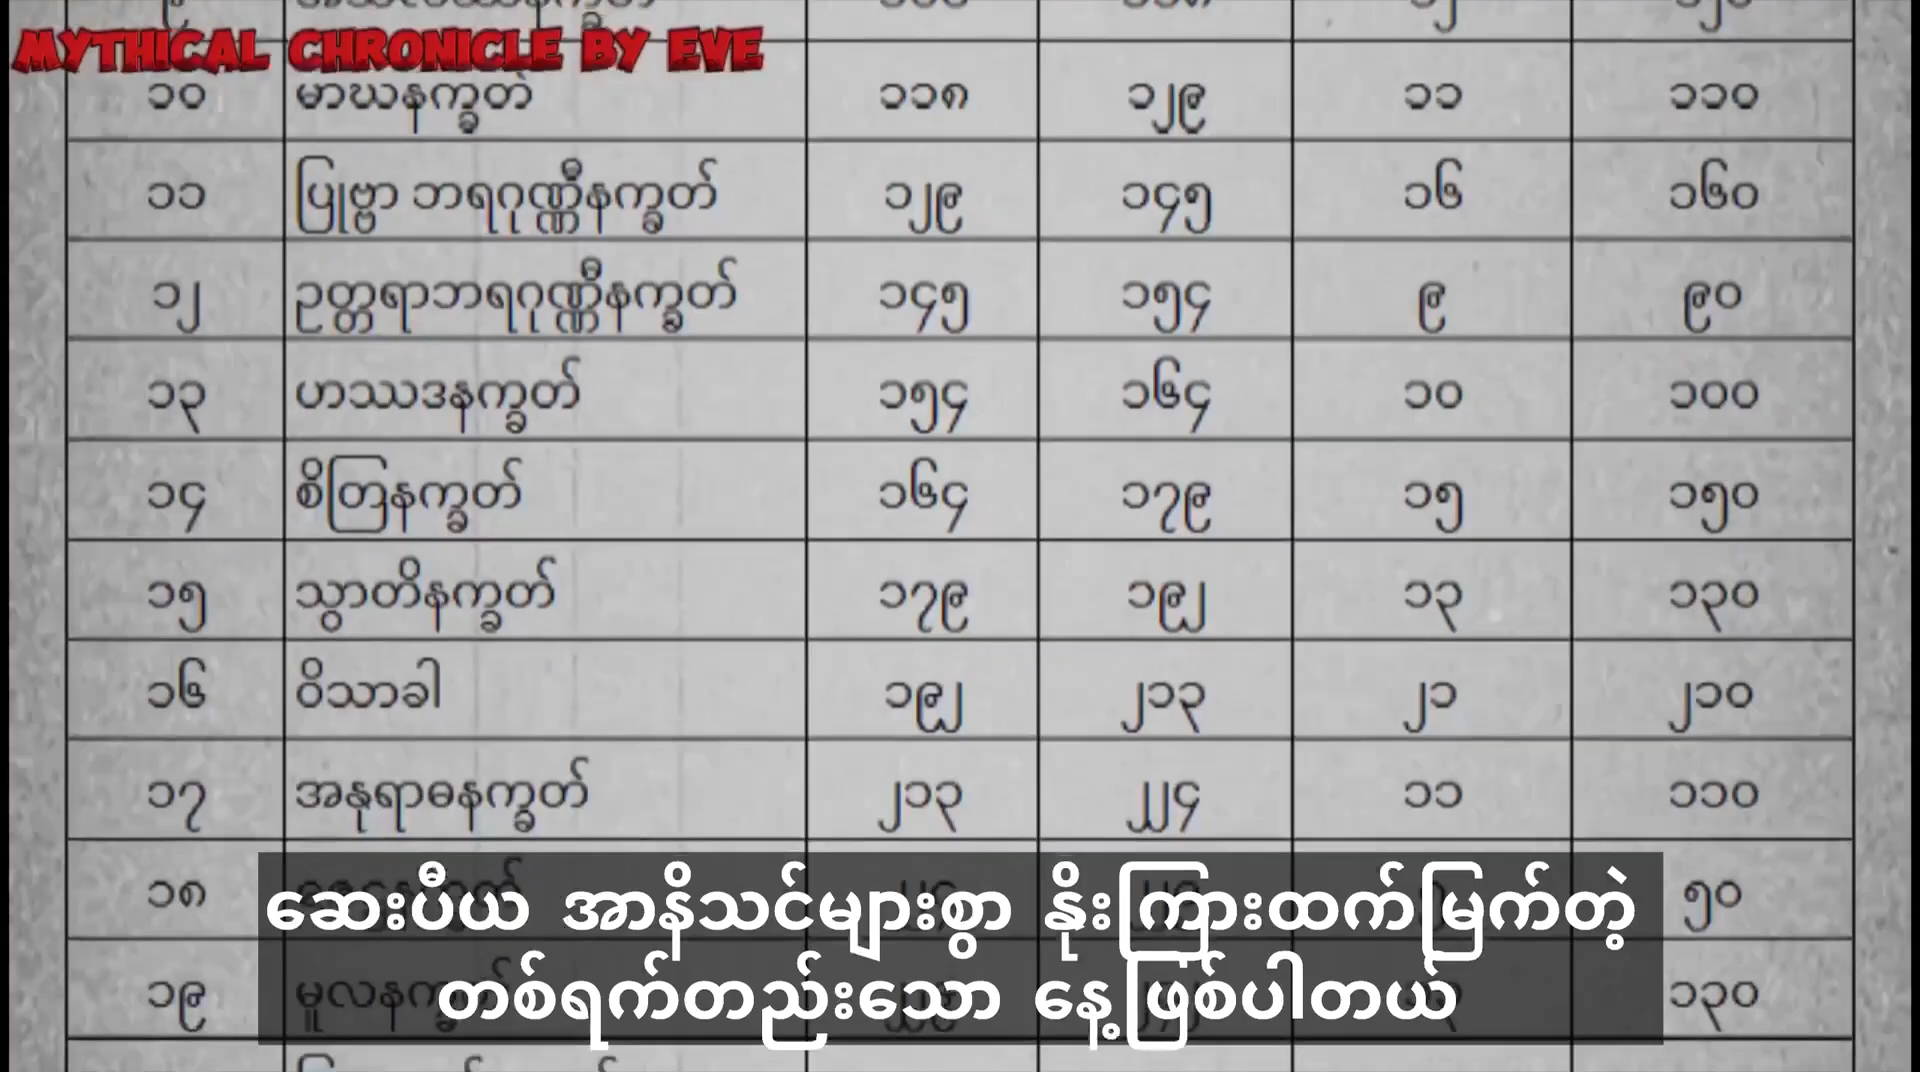 MYTHICAL CHRONICLE BY EVE
၁၀ မာဃနက္ခတ် ၁၁၈ ၁၂၉ ၁၁ ၁၁၀
၁၁ ပြုဗ္ဗာ ဘရဂုဏ္ဏီနက္ခတ် ၁၂၉ ၁၄၅ ၁၆ ၁၆၀
၁၂ ဥတ္တရာဘရဂုဏ္ဏီနက္ခတ် ၁၄၅ ၁၅၄ ၉ ၉၀
၁၃ ဟဿဒနက္ခတ် ၁၅၄ ၁၆၄ ၁၀ ၁၀၀
၁၄ စိတြနက္ခတ် ၁၆၄ ၁၇၉ ၁၅ ၁၅၀
၁၅ သွာတိနက္ခတ် ၁၇၉ ၁၉၂ ၁၃ ၁၃၀
၁၆ ဝိသာခါ ၁၉၂ ၂၁၃ ၂၁ ၂၁၀
၁၇ အနုရာဓနက္ခတ် ၂၁၃ ၂၂၄ ၁၁ ၁၁၀
၁၈ ၅၀
၁၉ မူလနက္ခတ် ၁၃၀
ဆေးပီယ အာနိသင်များစွာ နိုးကြားထက်မြက်တဲ့
တစ်ရက်တည်းသော နေ့ဖြစ်ပါတယ်